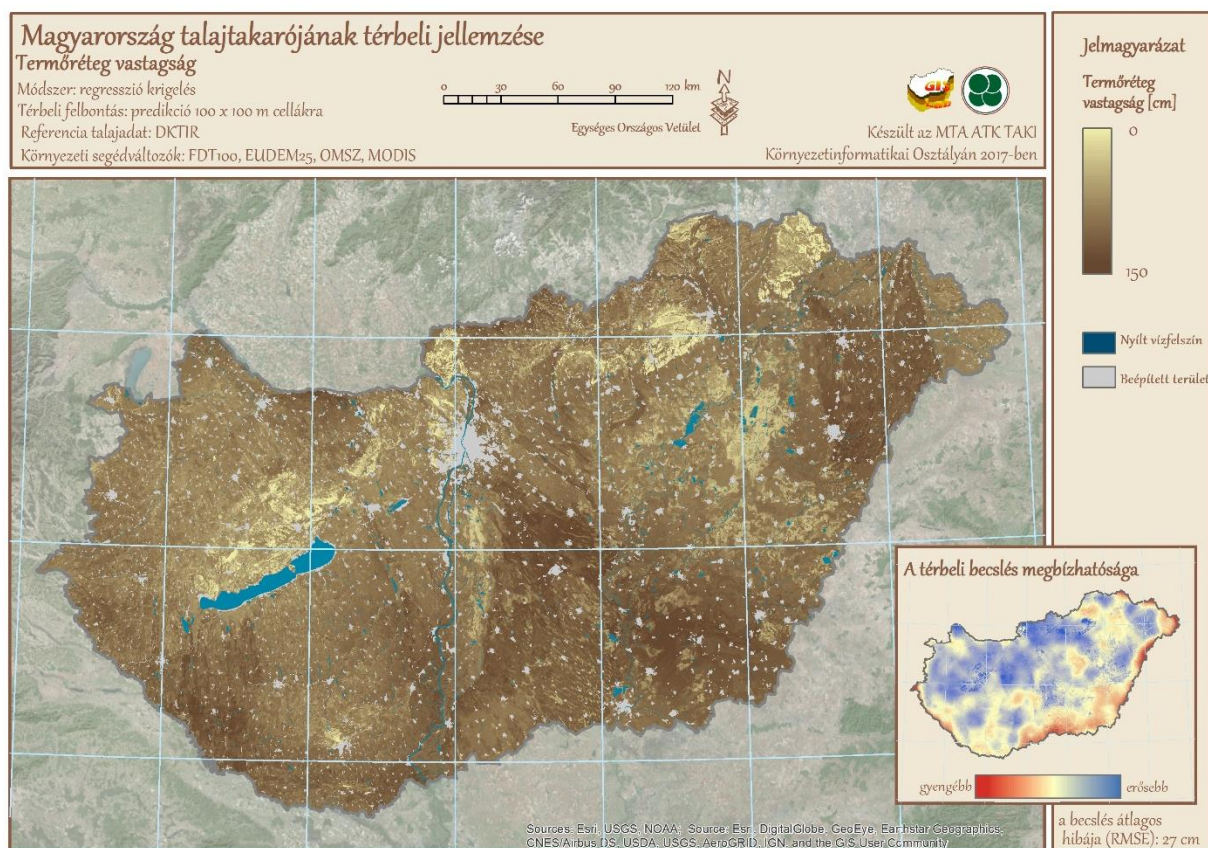 Magyarország talajtakarójának térbeli jellemzése
Termőréteg vastagság
Módszer: regresszió krigelés
Térbeli felbontás: predikció 100 x 100 m cellákra
Referencia talajadat: DKTIR
Környezeti segédváltozók: FDT100, EUDEM25, OMSZ, MODIS
0 30 60 90 120 km
Egységes Országos Vetület
N
GIS
Készült az MTA ATK TAKI
Környezetinformatikai Osztályán 2017-ben
Jelmagyarázat
Termőréteg
vastagság [cm]
0
150
Nyílt vízfelszín
Beépített terület
A térbeli becslés megbízhatósága
gyengébb
erősebb
a becslés átlagos
hibája (RMSE): 27 cm
Sources: Esri, USGS, NOAA; Source: Esri, DigitalGlobe, GeoEye, Earthstar Geographics,
CNES/Airbus DS, USDA, USGS, AeroGRID, IGN, and the GIS User Community